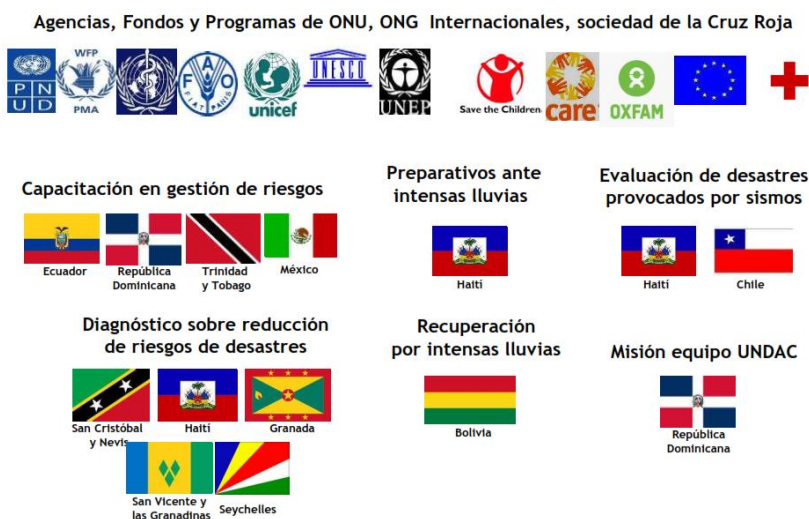 Agencias, Fondos y Programas de ONU, ONG Internacionales, sociedad de la Cruz Roja
WFP
PNUD
PMA
FAO
FIAT PANIS
unicef
UNESCO
UNEP
Save the Children
care
OXFAM
Capacitación en gestión de riesgos
Ecuador
República
Dominicana
Trinidad
y Tobago
México
Preparativos ante
intensas lluvias
Haití
Evaluación de desastres
provocados por sismos
Haití
Chile
Diagnóstico sobre reducción
de riesgos de desastres
San Cristóbal
y Nevis
Haití
Granada
San Vicente y
las Granadinas
Seychelles
Recuperación
por intensas lluvias
Bolivia
Misión equipo UNDAC
República
Dominicana